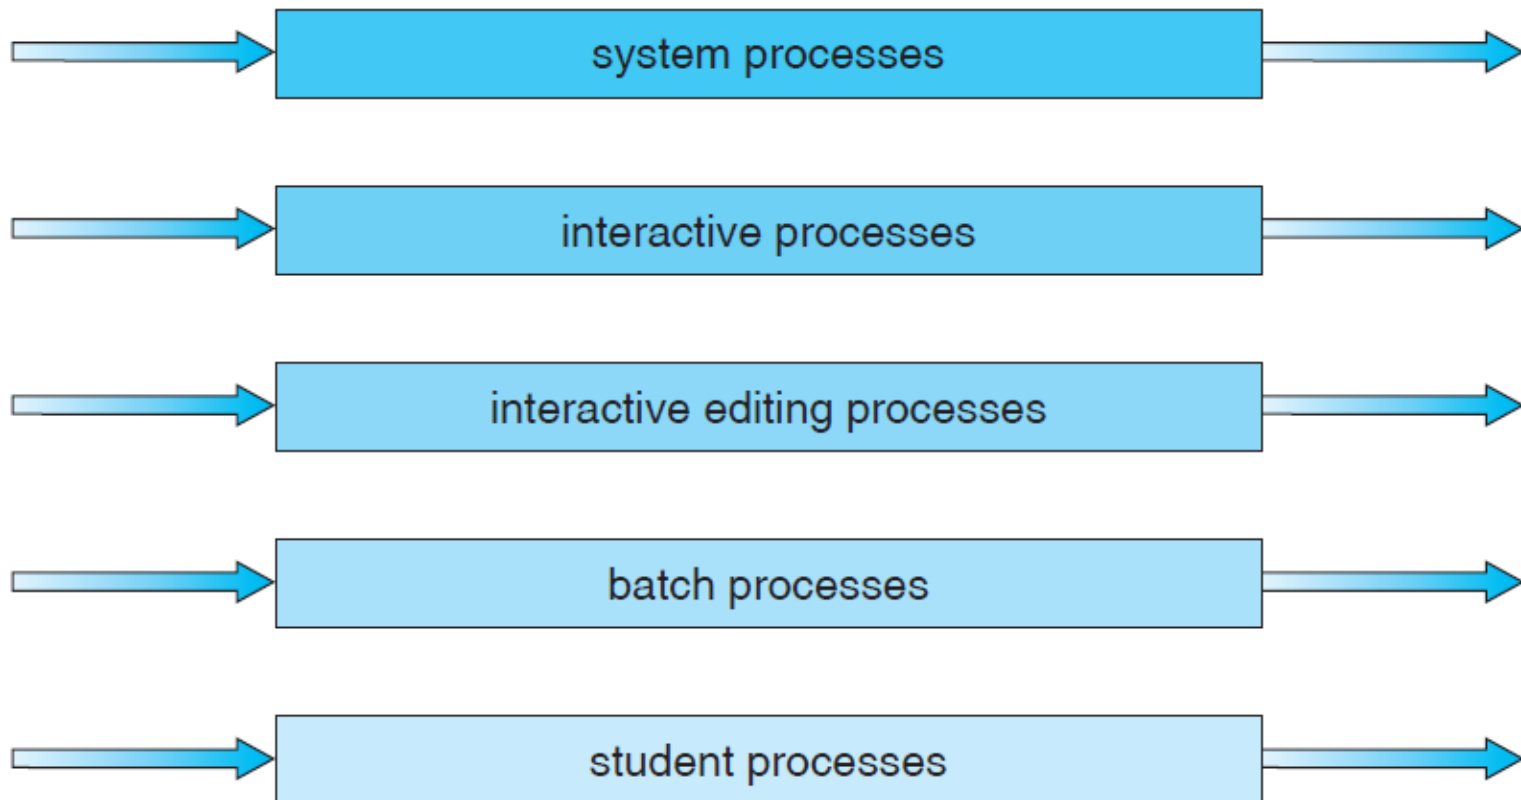 system processes
interactive processes
interactive editing processes
batch processes
student processes